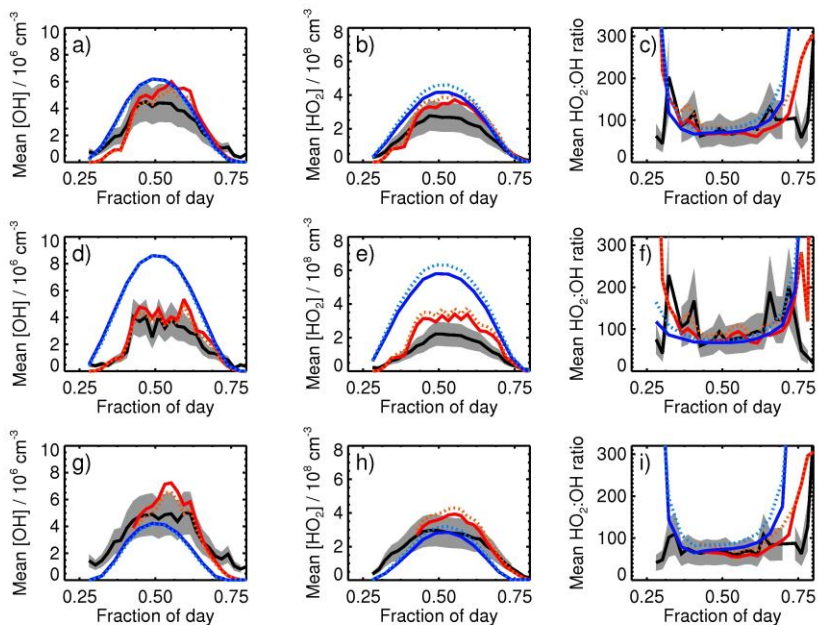 a)
Mean [OH] / 10⁶ cm⁻³
10
8
6
4
2
0
0.25 0.50 0.75
Fraction of day
b)
Mean [HO₂] / 10⁸ cm⁻³
8
6
4
2
0
0.25 0.50 0.75
Fraction of day
c)
Mean HO₂:OH ratio
300
200
100
0
0.25 0.50 0.75
Fraction of day
d)
Mean [OH] / 10⁶ cm⁻³
10
8
6
4
2
0
0.25 0.50 0.75
Fraction of day
e)
Mean [HO₂] / 10⁸ cm⁻³
8
6
4
2
0
0.25 0.50 0.75
Fraction of day
f)
Mean HO₂:OH ratio
300
200
100
0
0.25 0.50 0.75
Fraction of day
g)
Mean [OH] / 10⁶ cm⁻³
10
8
6
4
2
0
0.25 0.50 0.75
Fraction of day
h)
Mean [HO₂] / 10⁸ cm⁻³
8
6
4
2
0
0.25 0.50 0.75
Fraction of day
i)
Mean HO₂:OH ratio
300
200
100
0
0.25 0.50 0.75
Fraction of day